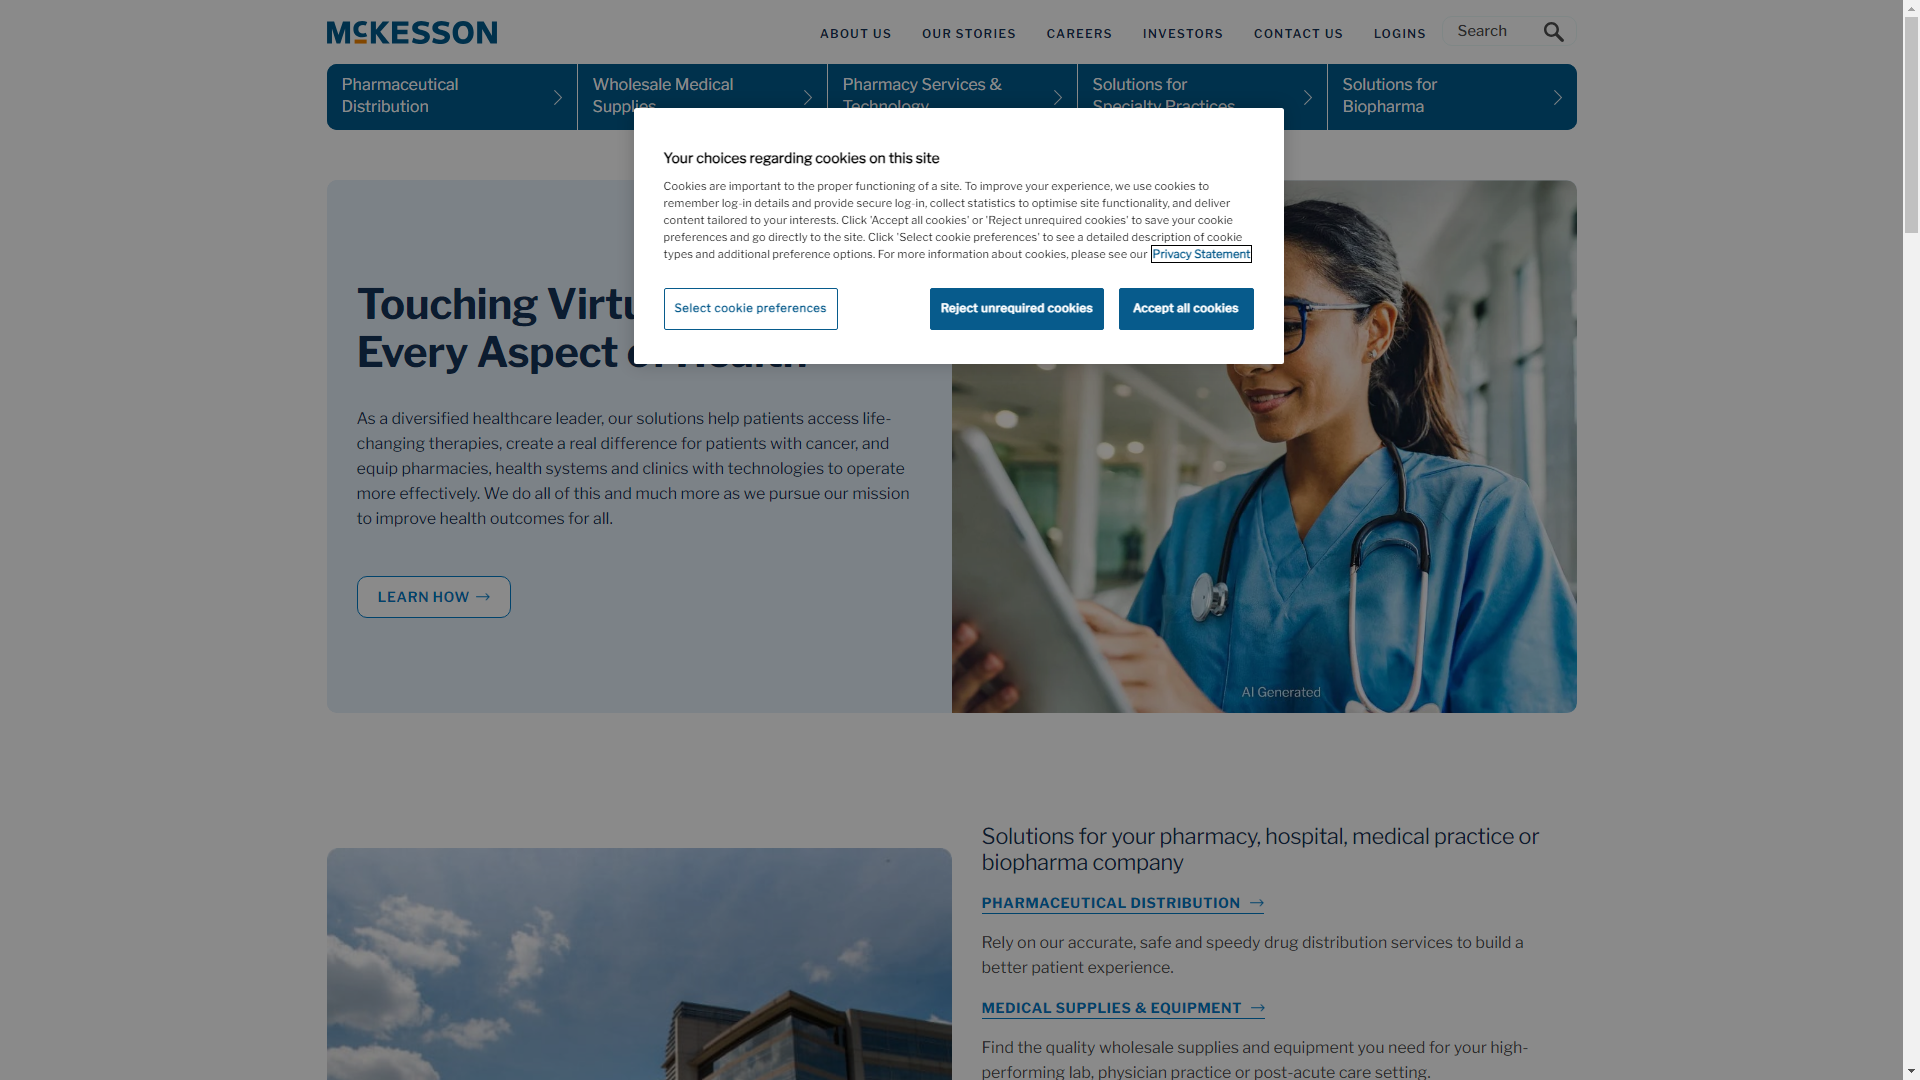 MCKESSON
ABOUT US
OUR STORIES
CAREERS
INVESTORS
CONTACT US
LOGINS
Search
Pharmaceutical
Distribution
Wholesale Medical
Supplies
Pharmacy Services &
Technology
Solutions for
Specialty Practices
Solutions for
Biopharma
Your choices regarding cookies on this site
Cookies are important to the proper functioning of a site. To improve your experience, we use cookies to
remember log-in details and provide secure log-in, collect statistics to optimise site functionality, and deliver
content tailored to your interests. Click 'Accept all cookies' or 'Reject unrequired cookies' to save your cookie
preferences and go directly to the site. Click 'Select cookie preferences' to see a detailed description of cookie
types and additional preference options. For more information about cookies, please see our Privacy Statement
Select cookie preferences
Reject unrequired cookies
Accept all cookies
Touching
Every Aspect of Health
As a diversified healthcare leader, our solutions help patients access life-
changing therapies, create a real difference for patients with cancer, and
equip pharmacies, health systems and clinics with technologies to operate
more effectively. We do all of this and much more as we pursue our mission
to improve health outcomes for all.
LEARN HOW
AI Generated
Solutions for your pharmacy, hospital, medical practice or
biopharma company
PHARMACEUTICAL DISTRIBUTION
Rely on our accurate, safe and speedy drug distribution services to build a
better patient experience.
MEDICAL SUPPLIES & EQUIPMENT
Find the quality wholesale supplies and equipment you need for your high-
performing lab, physician practice or post-acute care setting.